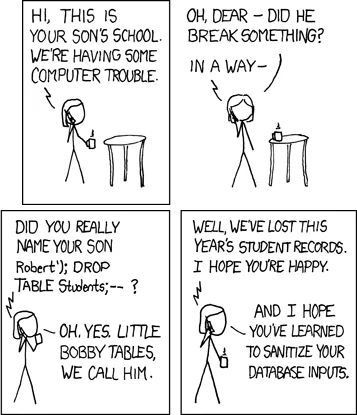 HI, THIS IS
YOUR SON'S SCHOOL.
WE'RE HAVING SOME
COMPUTER TROUBLE.
OH, DEAR – DID HE
BREAK SOMETHING?
IN A WAY–
DID YOU REALLY
NAME YOUR SON
Robert'); DROP
TABLE Students;-- ?
OH, YES. LITTLE
BOBBY TABLES,
WE CALL HIM.
WELL, WE'VE LOST THIS
YEAR'S STUDENT RECORDS.
I HOPE YOU'RE HAPPY.
AND I HOPE
YOU'VE LEARNED
TO SANITIZE YOUR
DATABASE INPUTS.